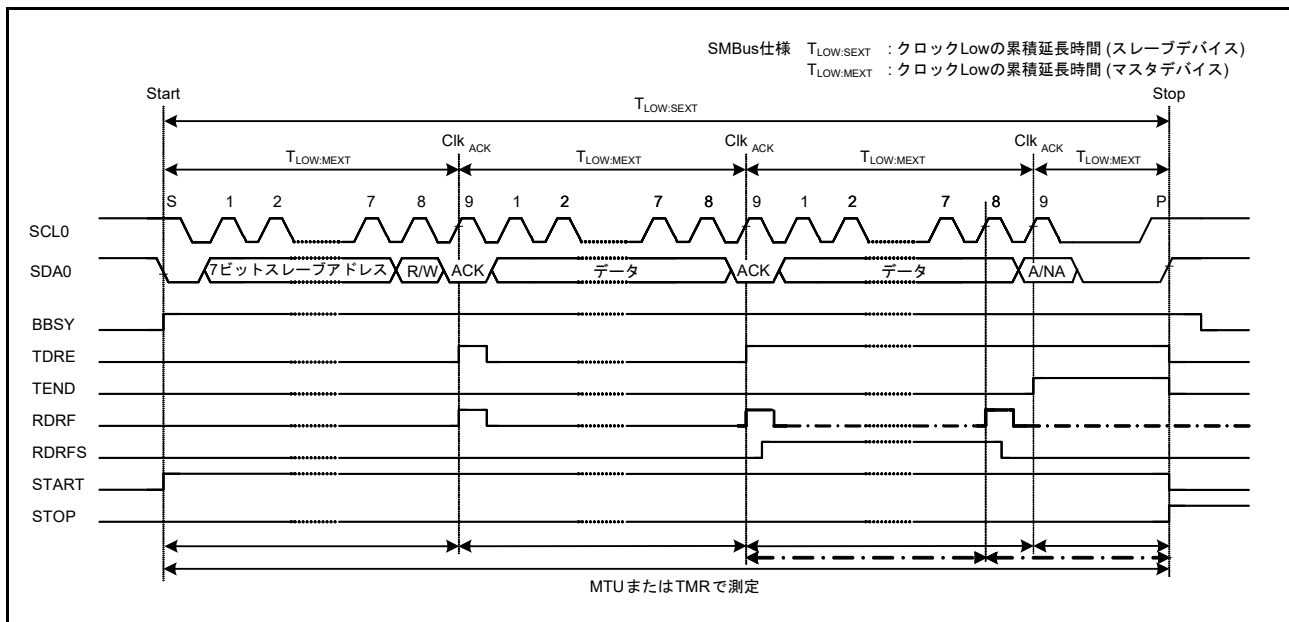 SMBus仕様 TLOW:SEXT : クロックLowの累積延長時間 (スレーブデバイス)
TLOW:MEXT : クロックLowの累積延長時間 (マスタデバイス)
Start Stop
TLOW:SEXT
ClkACK ClkACK ClkACK
TLOW:MEXT TLOW:MEXT TLOW:MEXT TLOW:MEXT
S 1 2 7 8 9 1 2 7 8 9 1 2 7 8 9 P
SCL0
SDA0 7ビットスレーブアドレス R/W ACK データ ACK データ A/NA
BBSY
TDRE
TEND
RDRF
RDRFS
START
STOP
MTUまたはTMRで測定